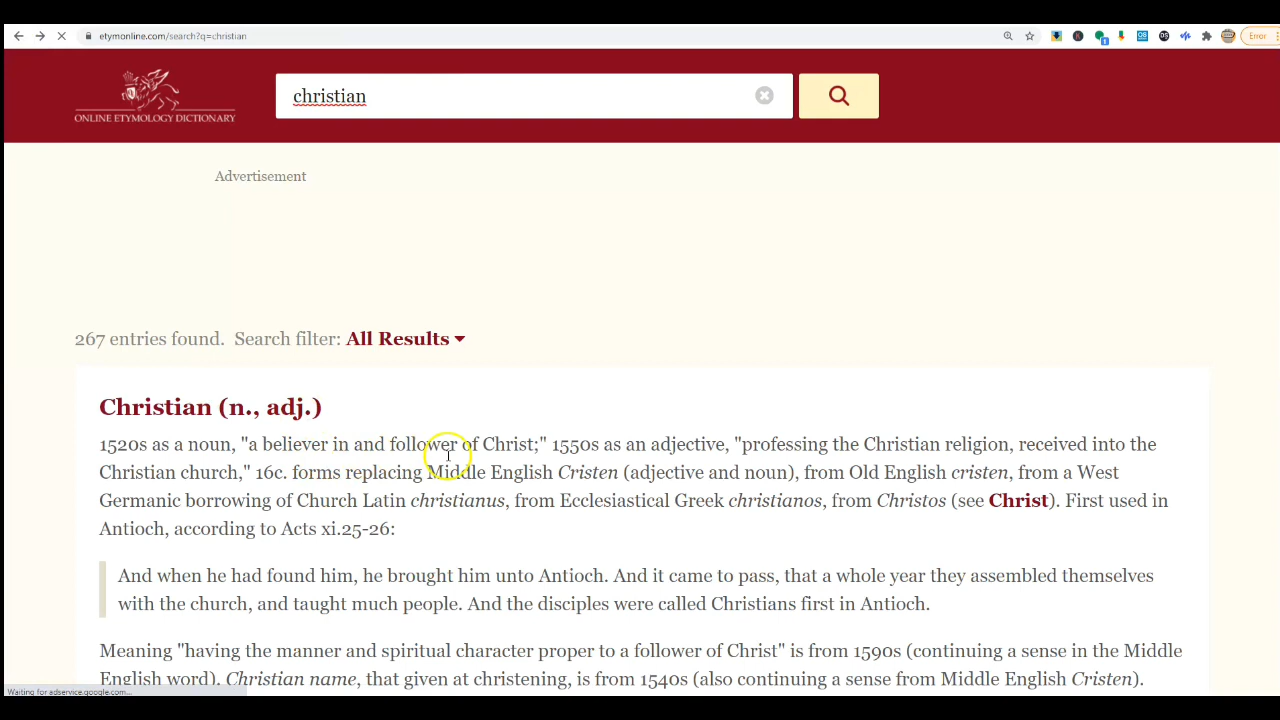 etymonline.com/search?q=christian
Error
christian
ONLINE ETYMOLOGY DICTIONARY
Advertisement
267 entries found. Search filter: All Results
Christian (n., adj.)
1520s as a noun, "a believer in and follower of Christ;" 1550s as an adjective, "professing the Christian religion, received into the
Christian church," 16c. forms replacing Middle English Cristen (adjective and noun), from Old English cristen, from a West
Germanic borrowing of Church Latin christianus, from Ecclesiastical Greek christianos, from Christos (see Christ). First used in
Antioch, according to Acts xi.25-26:
And when he had found him, he brought him unto Antioch. And it came to pass, that a whole year they assembled themselves
with the church, and taught much people. And the disciples were called Christians first in Antioch.
Meaning "having the manner and spiritual character proper to a follower of Christ" is from 1590s (continuing a sense in the Middle
English word). Christian name, that given at christening, is from 1540s (also continuing a sense from Middle English Cristen).
Waiting for adservice.google.com...